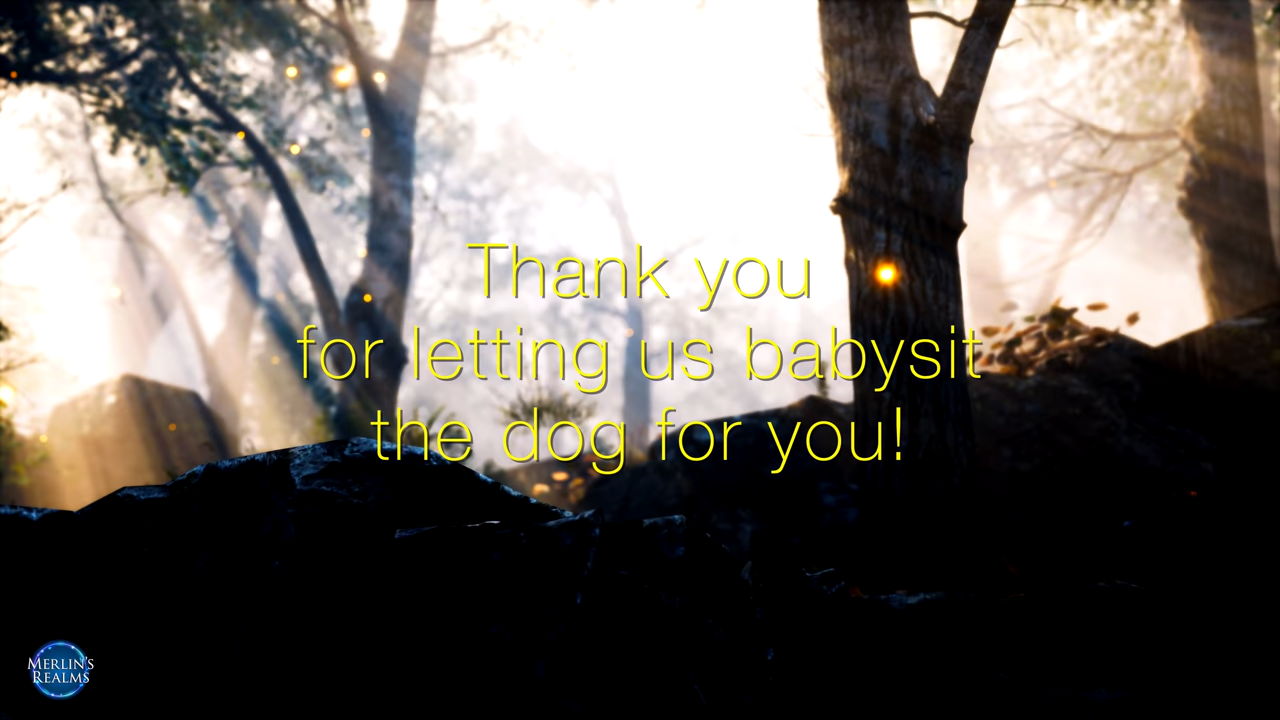 Thank you
for letting us babysit
the dog for you!
MERLIN'S
REALMS